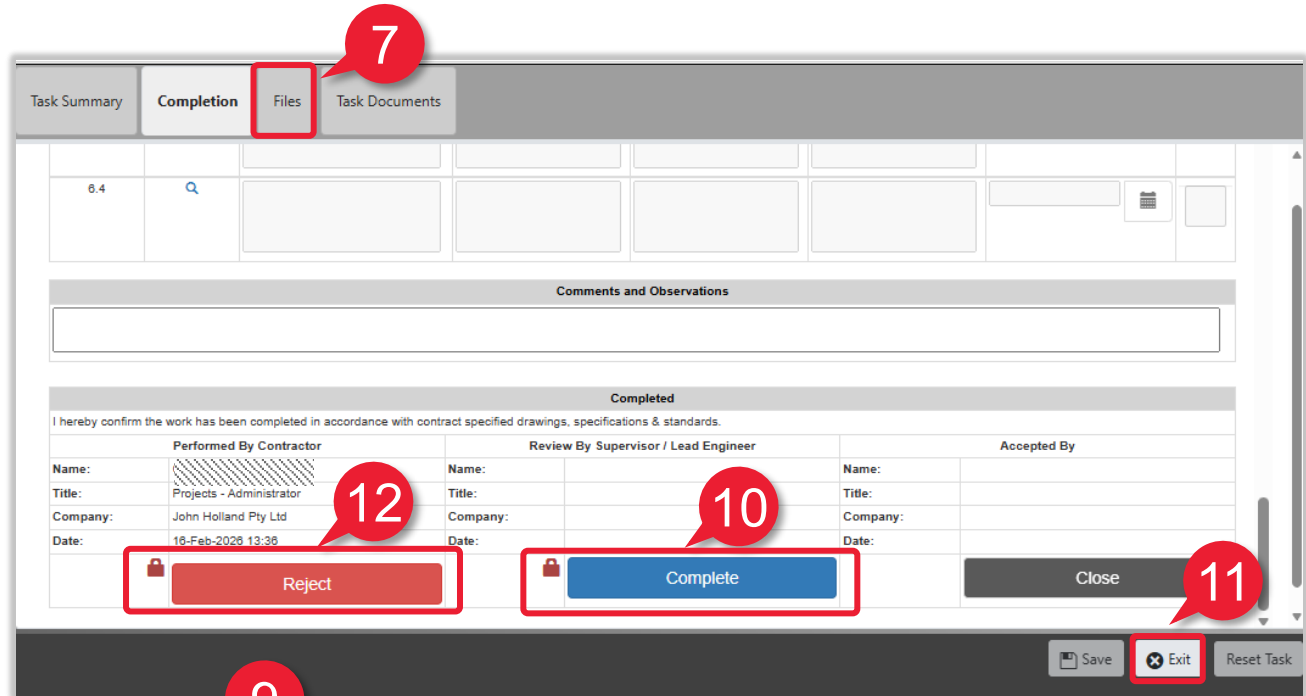 7
Task Summary Completion Files Task Documents
6.4
Comments and Observations
Completed
I hereby confirm the work has been completed in accordance with contract specified drawings, specifications & standards.
Performed By Contractor Review By Supervisor / Lead Engineer Accepted By
Name: Name: Name:
Title: Projects - Administrator Title: Title:
Company: John Holland Pty Ltd Company: Company:
Date: 16-Feb-2026 13:36 Date: Date:
12 10
Reject Complete Close
11
Save Exit Reset Task